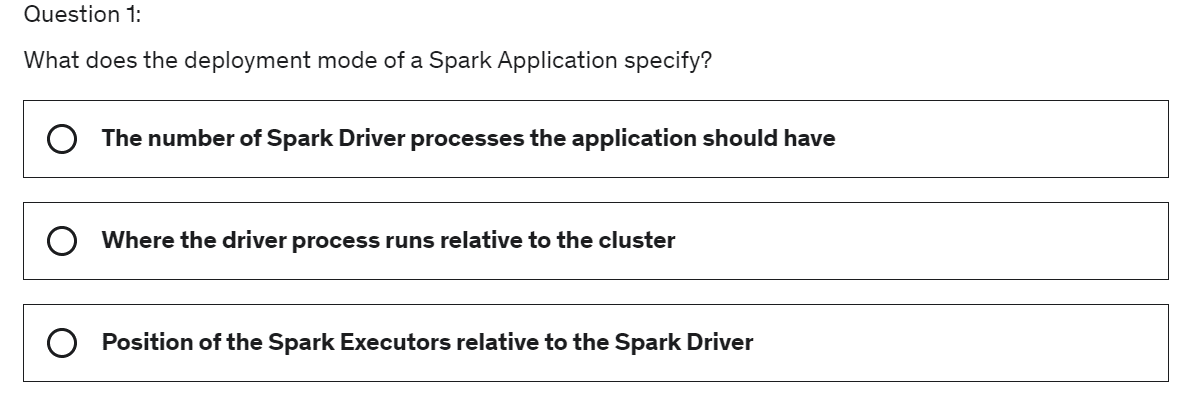 Question 1:
What does the deployment mode of a Spark Application specify?
The number of Spark Driver processes the application should have
Where the driver process runs relative to the cluster
Position of the Spark Executors relative to the Spark Driver